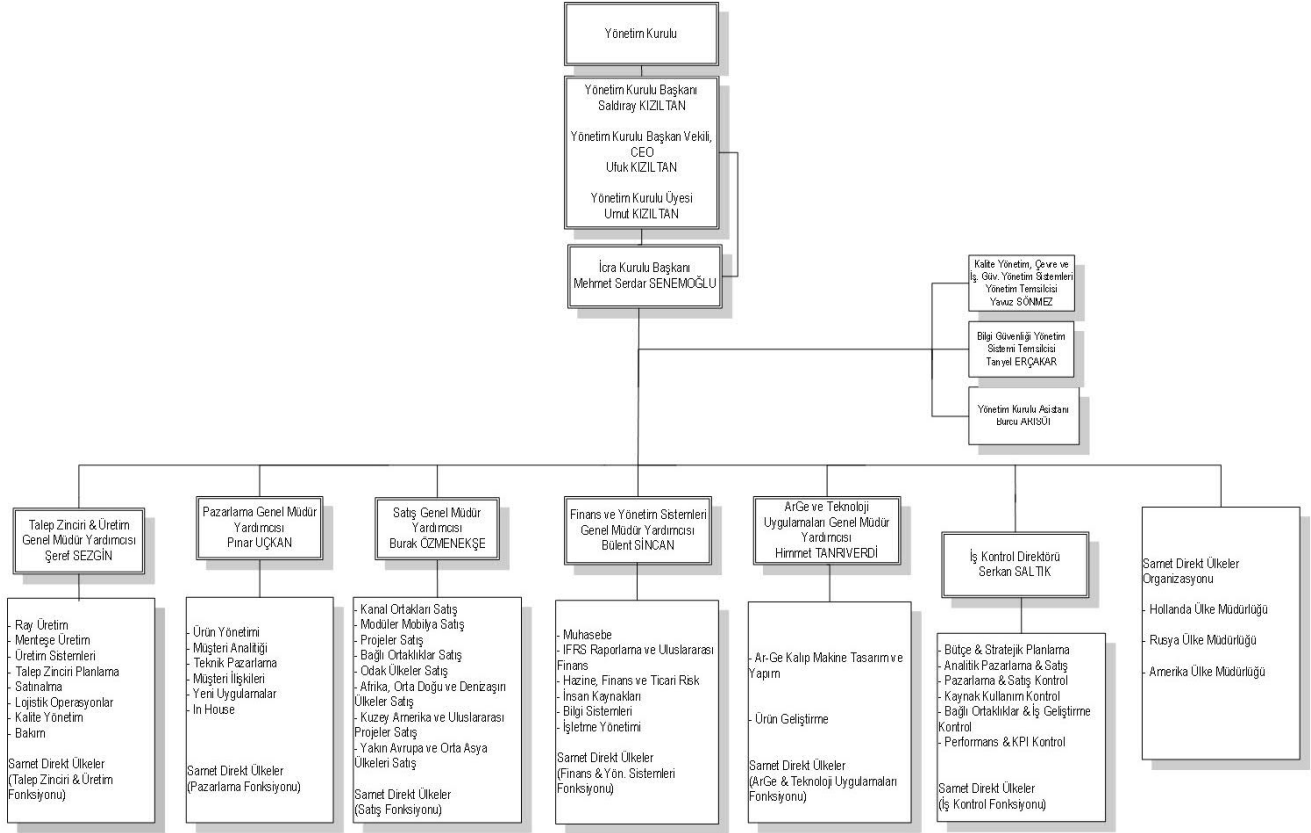 Yönetim Kurulu
Yönetim Kurulu Başkanı
Saldıray KIZILTAN
Yönetim Kurulu Başkan Vekili,
CEO
Ufuk KIZILTAN
Yönetim Kurulu Üyesi
Umut KIZILTAN
İcra Kurulu Başkanı
Mehmet Serdar SENEMOĞLU
Kalite Yönetim, Çevre ve
İş. Güv. Yönetim Sistemleri
Yönetim Temsilcisi
Yavuz SÖNMEZ
Bilgi Güvenliği Yönetim
Sistemi Temsilcisi
Tanyel ERÇAKAR
Yönetim Kurulu Asistanı
Burcu ARISÜT
Talep Zinciri & Üretim
Genel Müdür Yardımcısı
Şeref SEZGİN
- Ray Üretim
- Menteşe Üretim
- Üretim Sistemleri
- Talep Zinciri Planlama
- Satınalma
- Lojistik Operasyonlar
- Kalite Yönetim
- Bakım
Samet Direkt Ülkeler
(Talep Zinciri & Üretim
Fonksiyonu)
Pazarlama Genel Müdür
Yardımcısı
Pınar UÇKAN
- Ürün Yönetimi
- Müşteri Analitiği
- Teknik Pazarlama
- Müşteri İlişkileri
- Yeni Uygulamalar
- In House
Samet Direkt Ülkeler
(Pazarlama Fonksiyonu)
Satış Genel Müdür
Yardımcısı
Burak ÖZMENEKŞE
- Kanal Ortakları Satış
- Modüler Mobilya Satış
- Projeler Satış
- Bağlı Ortaklıklar Satış
- Odak Ülkeler Satış
- Afrika, Orta Doğu ve Denizaşırı
Ülkeler Satış
- Kuzey Amerika ve Uluslararası
Projeler Satış
- Yakın Avrupa ve Orta Asya
Ülkeleri Satış
Samet Direkt Ülkeler
(Satış Fonksiyonu)
Finans ve Yönetim Sistemleri
Genel Müdür Yardımcısı
Bülent SİNCAN
- Muhasebe
- IFRS Raporlama ve Uluslararası
Finans
- Hazine, Finans ve Ticari Risk
- İnsan Kaynakları
- Bilgi Sistemleri
- İşletme Yönetimi
Samet Direkt Ülkeler
(Finans & Yön. Sistemleri
Fonksiyonu)
ArGe ve Teknoloji
Uygulamaları Genel Müdür
Yardımcısı
Himmet TANRIVERDİ
- Ar-Ge Kalıp Makine Tasarım ve
Yapım
- Ürün Geliştirme
Samet Direkt Ülkeler
(ArGe & Teknoloji Uygulamaları
Fonksiyonu)
İş Kontrol Direktörü
Serkan SALTIK
- Bütçe & Stratejik Planlama
- Analitik Pazarlama & Satış
- Pazarlama & Satış Kontrol
- Kaynak Kullanım Kontrol
- Bağlı Ortaklıklar & İş Geliştirme
Kontrol
- Performans & KPI Kontrol
Samet Direkt Ülkeler
(İş Kontrol Fonksiyonu)
Samet Direkt Ülkeler
Organizasyonu
- Hollanda Ülke Müdürlüğü
- Rusya Ülke Müdürlüğü
- Amerika Ülke Müdürlüğü